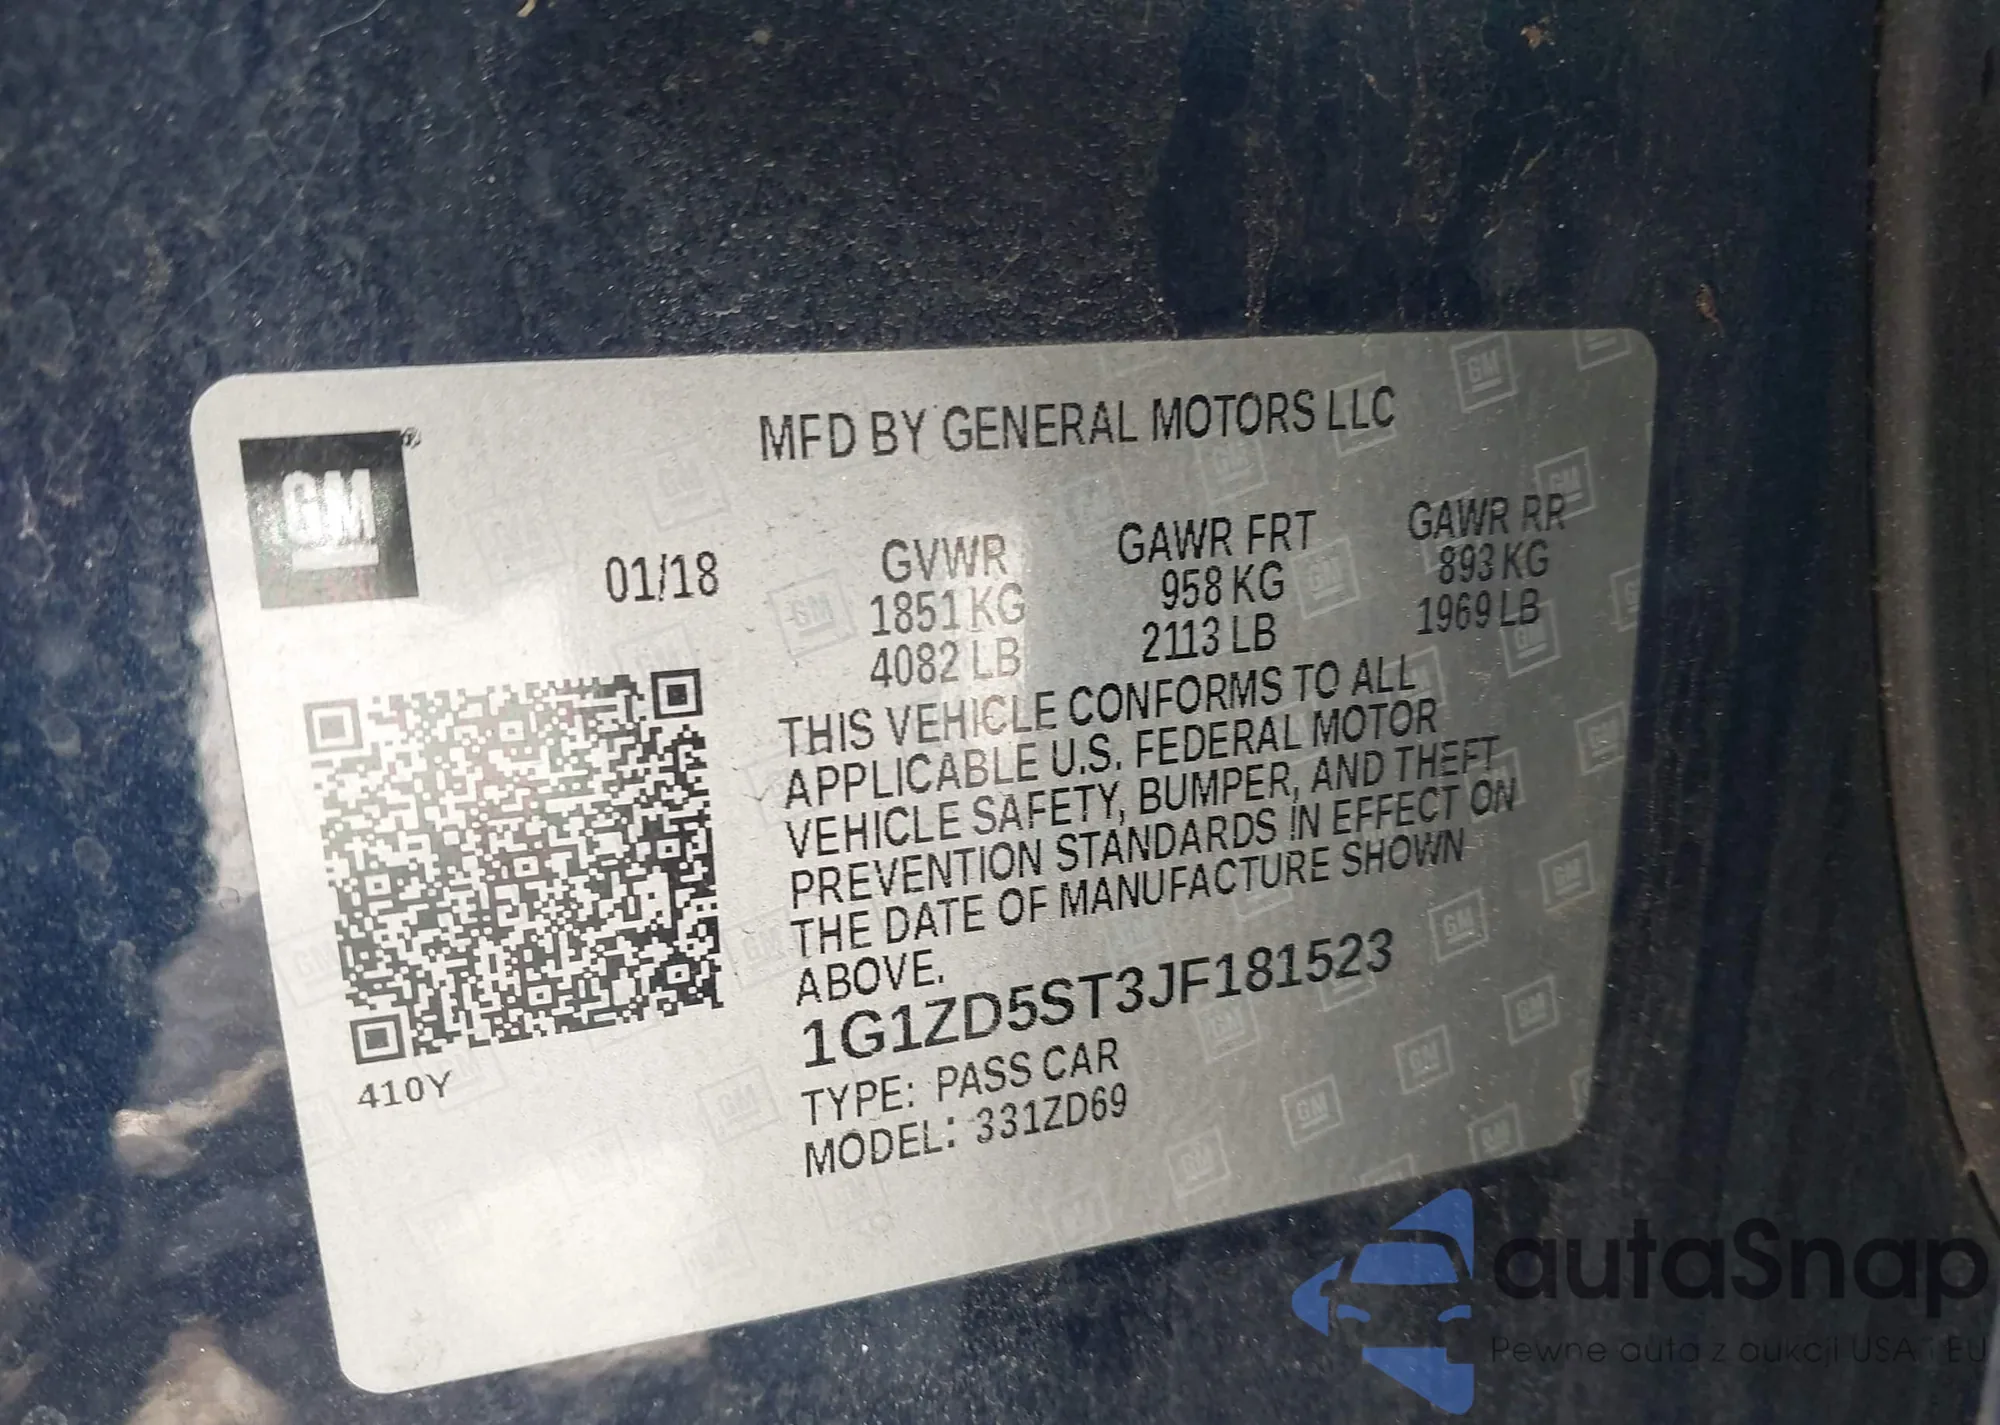 MFD BY GENERAL MOTORS LLC
GM®
01/18
GVWR GAWR FRT GAWR RR
1851 KG 958 KG 893 KG
4082 LB 2113 LB 1969 LB
THIS VEHICLE CONFORMS TO ALL
APPLICABLE U.S. FEDERAL MOTOR
VEHICLE SAFETY, BUMPER, AND THEFT
PREVENTION STANDARDS IN EFFECT ON
THE DATE OF MANUFACTURE SHOWN
ABOVE.
1G1ZD5ST3JF181523
TYPE: PASS CAR
MODEL: 331ZD69
410Y
autaSnap
Pewne auta z aukcji USA i EU